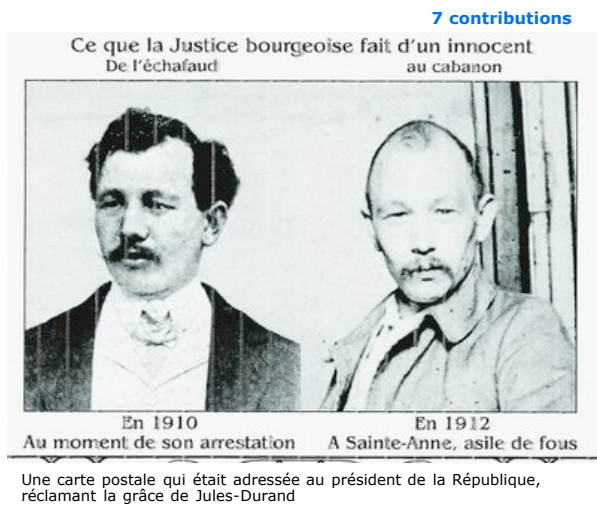 7 contributions
Ce que la Justice bourgeoise fait d'un innocent
De l'échafaud au cabanon
En 1910 En 1912
Au moment de son arrestation A Sainte-Anne, asile de fous
Une carte postale qui était adressée au président de la République,
réclamant la grâce de Jules-Durand